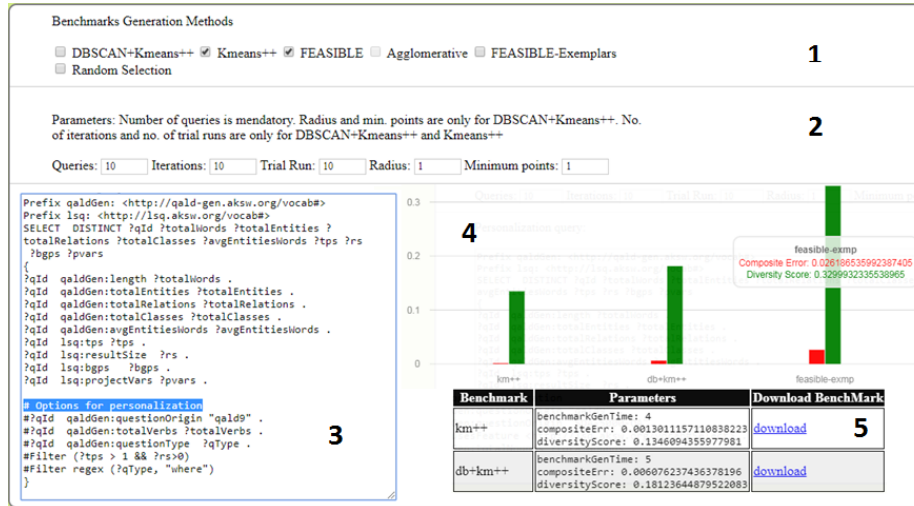 Benchmarks Generation Methods
DBSCAN+Kmeans++ Kmeans++ FEASIBLE Agglomerative FEASIBLE-Exemplars
Random Selection
1
Parameters: Number of queries is mendatory. Radius and min. points are only for DBSCAN+Kmeans++. No.
of iterations and no. of trial runs are only for DBSCAN+Kmeans++ and Kmeans++
2
Queries: 10 Iterations: 10 Trial Run: 10 Radius: 1 Minimum points: 1
Prefix qaldGen: <http://qald-gen.aksw.org/vocab#>
Prefix lsq: <http://lsq.aksw.org/vocab#>
SELECT DISTINCT ?qId ?totalWords ?totalEntities ?
totalRelations ?totalClasses ?avgEntitiesWords ?tps ?rs
?bgps ?pvars
{
?qId qaldGen:length ?totalWords .
?qId qaldGen:totalEntities ?totalEntities .
?qId qaldGen:totalRelations ?totalRelations .
?qId qaldGen:totalClasses ?totalClasses .
?qId qaldGen:avgEntitiesWords ?avgEntitiesWords .
?qId lsq:tps ?tps .
?qId lsq:resultSize ?rs .
?qId lsq:bgps ?bgps .
?qId lsq:projectVars ?pvars .
# Options for personalization
#?qId qaldGen:questionOrigin "qald9" .
#?qId qaldGen:totalVerbs ?totalVerbs .
#?qId qaldGen:questionType ?qType .
#Filter (?tps > 1 && ?rs>0)
#Filter regex (?qType, "where")
}
3
4
0.3
0.2
0.1
0
feasible-exmp
Composite Error: 0.026186535992387405
Diversity Score: 0.3299932335538965
km++ db+km++ feasible-exmp
Benchmark Parameters Download BenchMark
km++
benchmarkGenTime: 4
compositeErr: 0.0013011157110838223
diversityScore: 0.1346094355977981
download
5
db+km++
benchmarkGenTime: 5
compositeErr: 0.006076237436378196
diversityScore: 0.18123644879522083
download